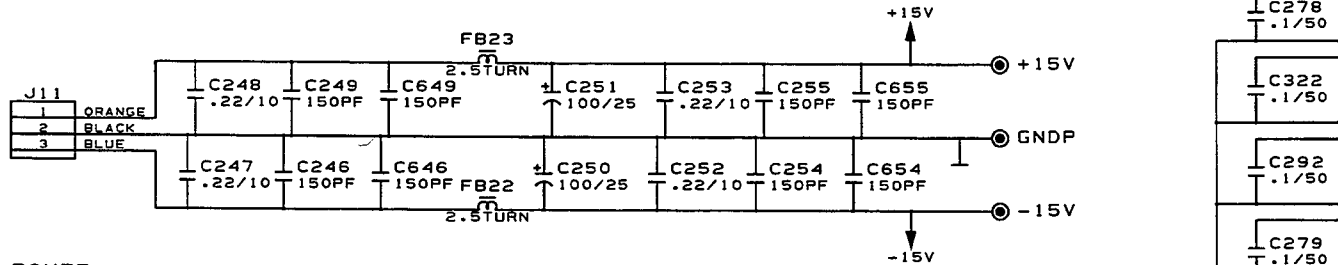 +15V
FB23
2.5TURN
+15V
C248
.22/10
C249
150PF
C649
150PF
C251
100/25
C253
.22/10
C255
150PF
C655
150PF
J11
1 ORANGE
2 BLACK
3 BLUE
GNDP
C247
.22/10
C246
150PF
C646
150PF
FB22
2.5TURN
C250
100/25
C252
.22/10
C254
150PF
C654
150PF
-15V
-15V
C278
.1/50
C322
.1/50
C292
.1/50
C279
.1/50